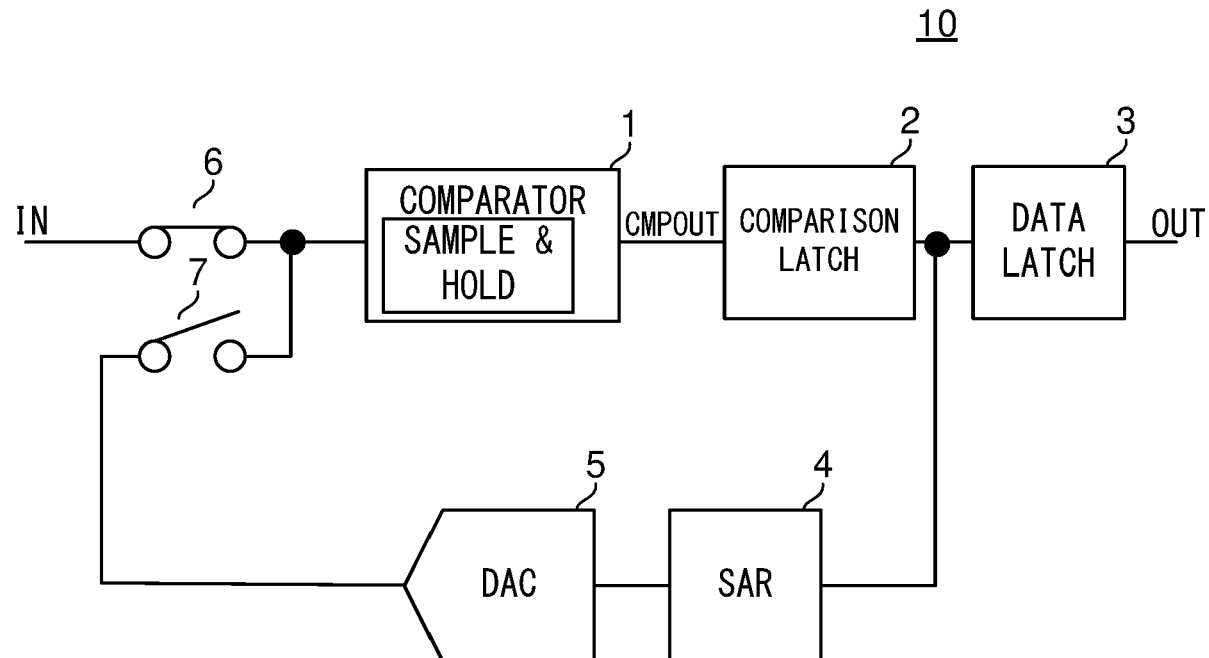 10
1
2
3
6
IN
COMPARATOR
SAMPLE &
HOLD
CMPOUT
COMPARISON
LATCH
DATA
LATCH
OUT
7
5
4
DAC
SAR